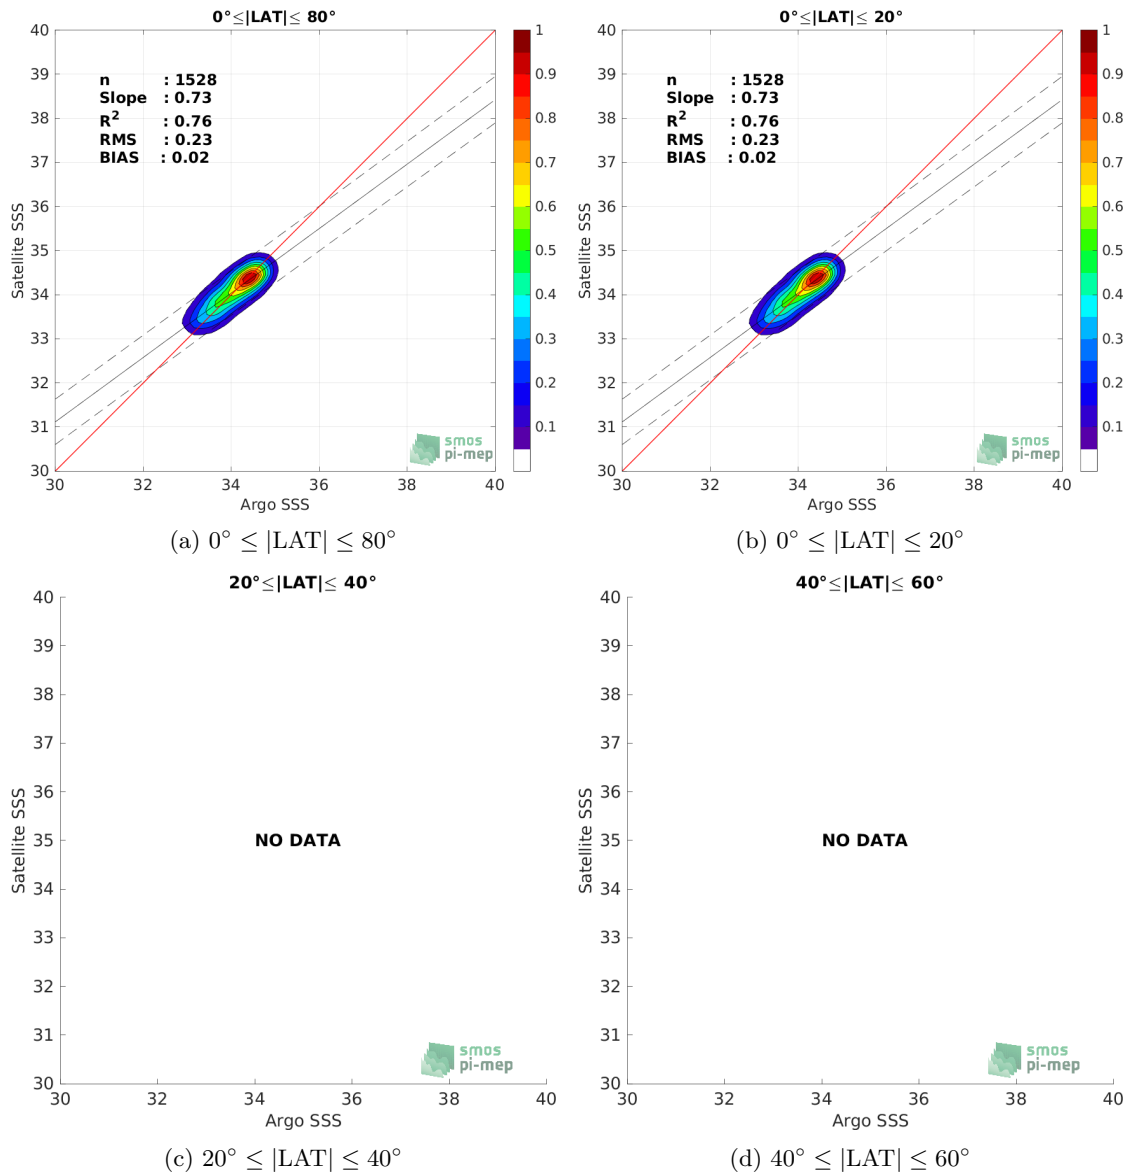 0°≤|LAT|≤ 80°
40
39
38
37
36
35
34
33
32
31
30
30 32 34 36 38 40
Satellite SSS
Argo SSS
n : 1528
Slope : 0.73
R² : 0.76
RMS : 0.23
BIAS : 0.02
1
0.9
0.8
0.7
0.6
0.5
0.4
0.3
0.2
0.1
smos
pi-mep
(a) 0° ≤ |LAT| ≤ 80°
0°≤|LAT|≤ 20°
40
39
38
37
36
35
34
33
32
31
30
30 32 34 36 38 40
Satellite SSS
Argo SSS
n : 1528
Slope : 0.73
R² : 0.76
RMS : 0.23
BIAS : 0.02
1
0.9
0.8
0.7
0.6
0.5
0.4
0.3
0.2
0.1
smos
pi-mep
(b) 0° ≤ |LAT| ≤ 20°
20°≤|LAT|≤ 40°
40
39
38
37
36
35
34
33
32
31
30
30 32 34 36 38 40
Satellite SSS
Argo SSS
NO DATA
smos
pi-mep
(c) 20° ≤ |LAT| ≤ 40°
40°≤|LAT|≤ 60°
40
39
38
37
36
35
34
33
32
31
30
30 32 34 36 38 40
Satellite SSS
Argo SSS
NO DATA
smos
pi-mep
(d) 40° ≤ |LAT| ≤ 60°